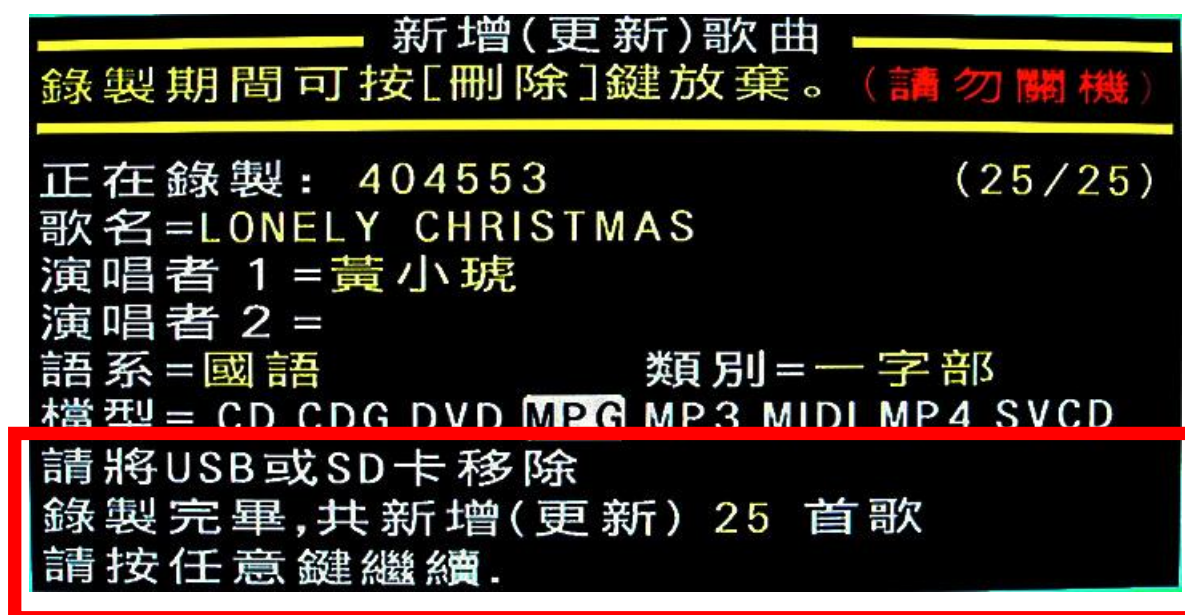 新增(更新)歌曲
錄製期間可按[刪除]鍵放棄。(請勿關機)
正在錄製: 404553 (25/25)
歌名=LONELY CHRISTMAS
演唱者1=黃小琥
演唱者2=
語系=國語 類別=一字部
檔型= CD CDG DVD MPG MP3 MIDI MP4 SVCD
請將USB或SD卡移除
錄製完畢,共新增(更新) 25 首歌
請按任意鍵繼續.